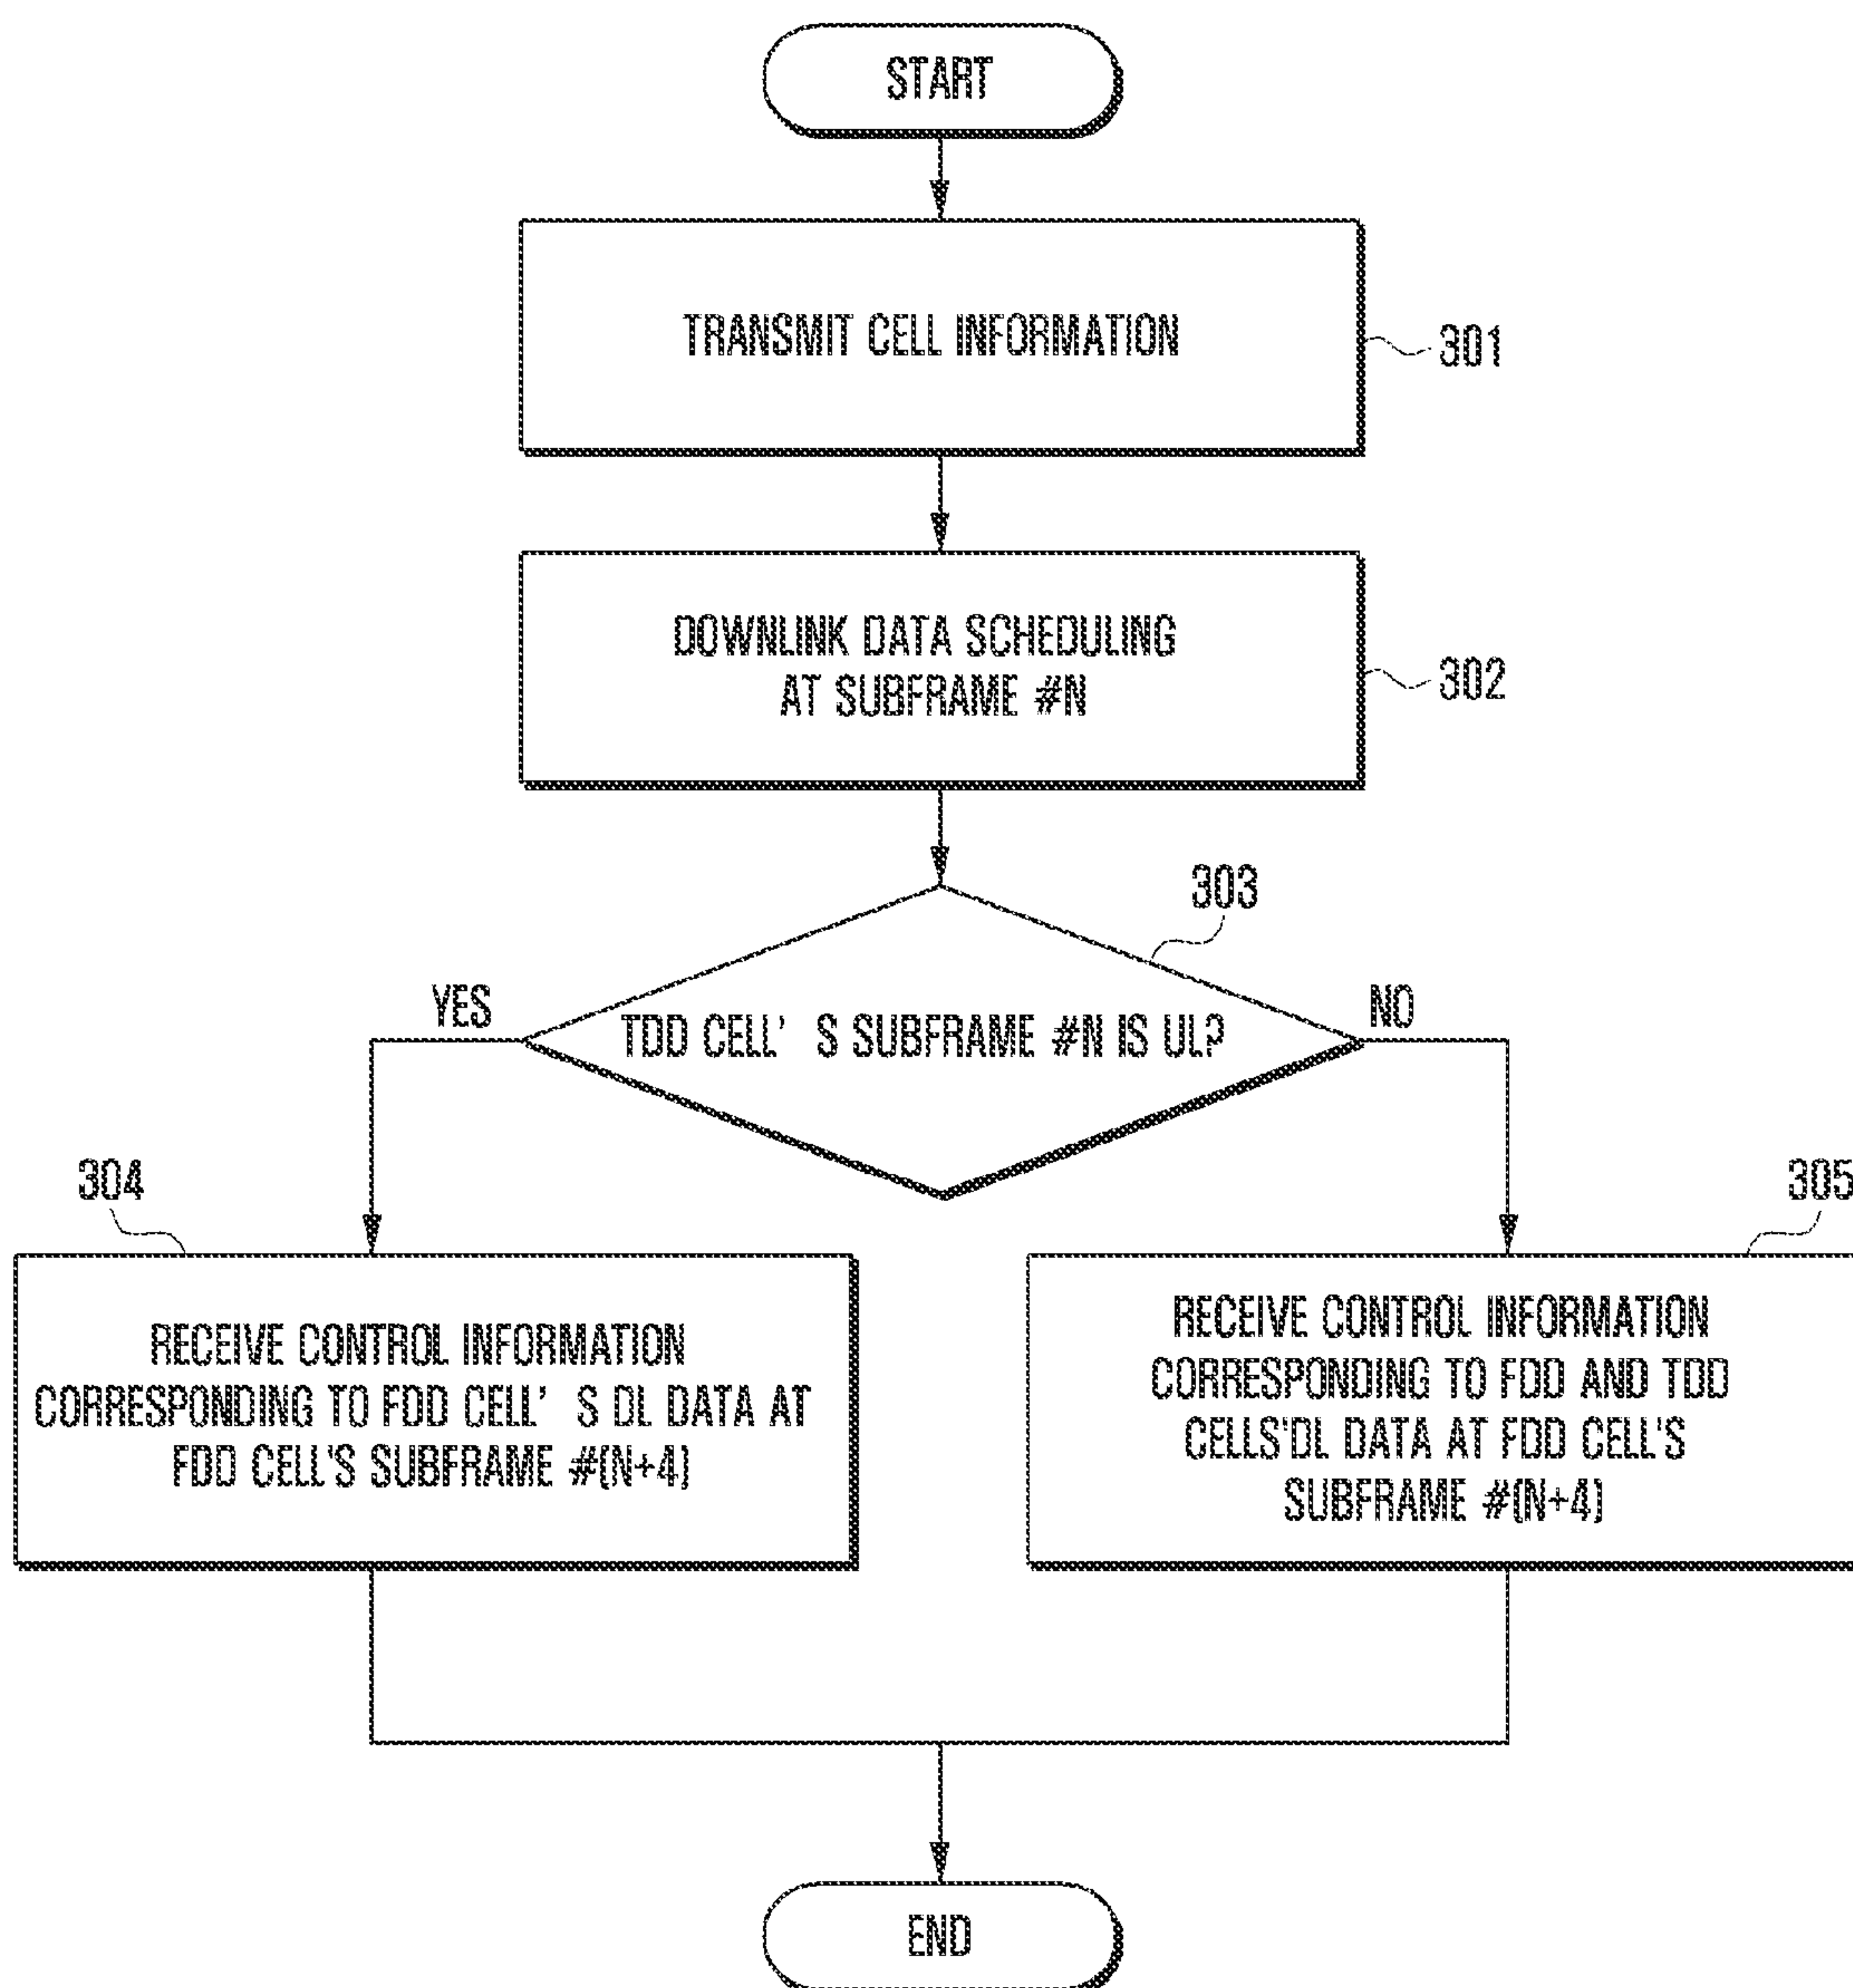 START
TRANSMIT CELL INFORMATION
301
DOWNLINK DATA SCHEDULING
AT SUBFRAME #N
302
303
YES
TDD CELL' S SUBFRAME #N IS UL?
NO
304
305
RECEIVE CONTROL INFORMATION
CORRESPONDING TO FDD CELL' S DL DATA AT
FDD CELL'S SUBFRAME #(N+4)
RECEIVE CONTROL INFORMATION
CORRESPONDING TO FDD AND TDD
CELLS'DL DATA AT FDD CELL'S
SUBFRAME #(N+4)
END